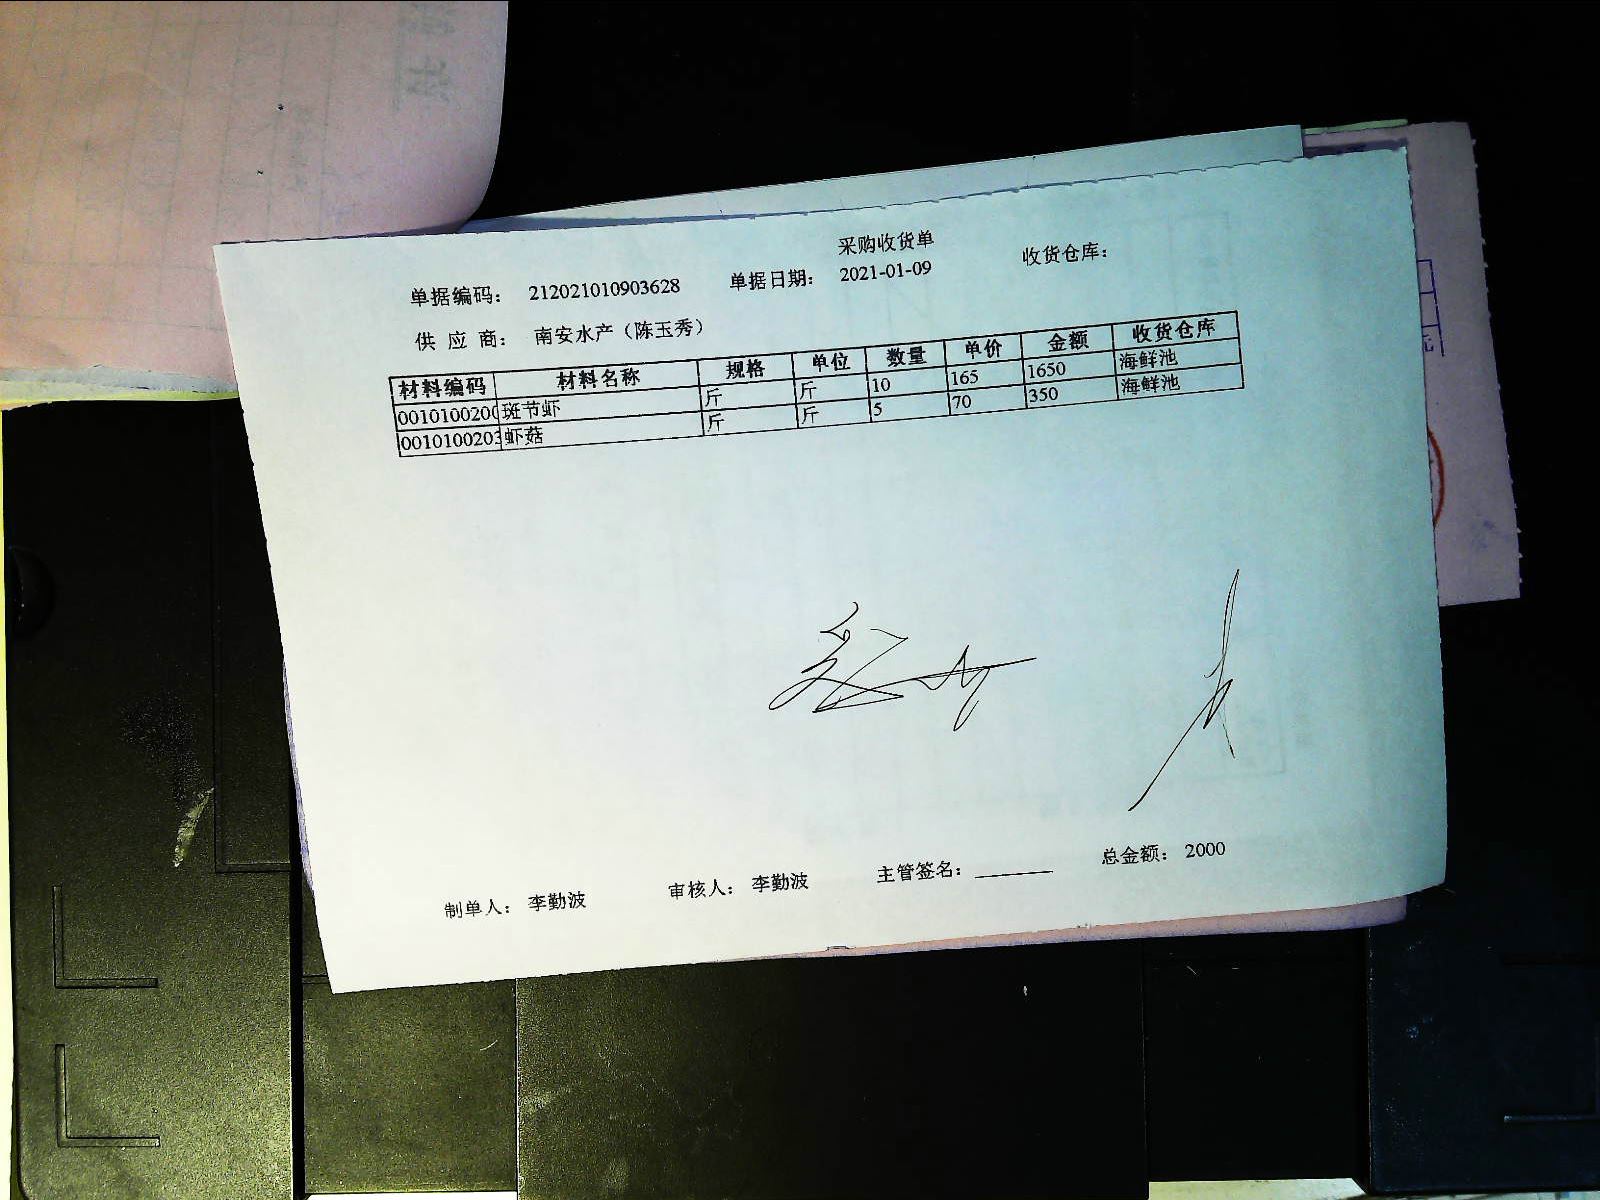 采购收货单
单据编码： 212021010903628 单据日期： 2021-01-09 收货仓库：
供 应 商： 南安水产（陈玉秀）
材料编码 材料名称 规格 单位 数量 单价 金额 收货仓库
0010100200 斑节虾 斤 斤 10 165 1650 海鲜池
0010100203 虾菇 斤 斤 5 70 350 海鲜池
制单人： 李勤波 审核人： 李勤波 主管签名： 总金额： 2000